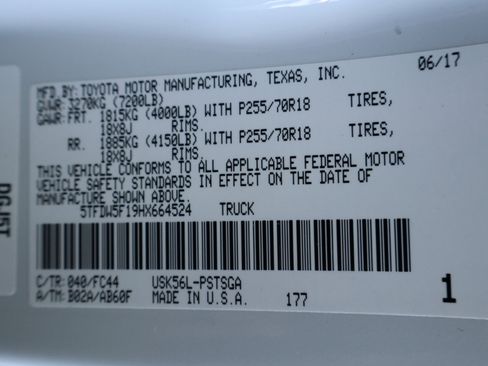 MFD.BY:TOYOTA MOTOR MANUFACTURING, TEXAS, INC. 06/17
GVWR: 3270KG (7200LB)
GAWR: FRT. 1815KG (4000LB) WITH P255/70R18 TIRES,
18X8J RIMS.
RR. 1885KG (4150LB) WITH P255/70R18 TIRES,
18X8J RIMS.
THIS VEHICLE CONFORMS TO ALL APPLICABLE FEDERAL MOTOR
VEHICLE SAFETY STANDARDS IN EFFECT ON THE DATE OF
MANUFACTURE SHOWN ABOVE.
5TFDW5F19HX664524 TRUCK
C/TR: 040/FC44 USK56L-PSTSGA
A/TM: B02A/AB60F MADE IN U.S.A. 177 1